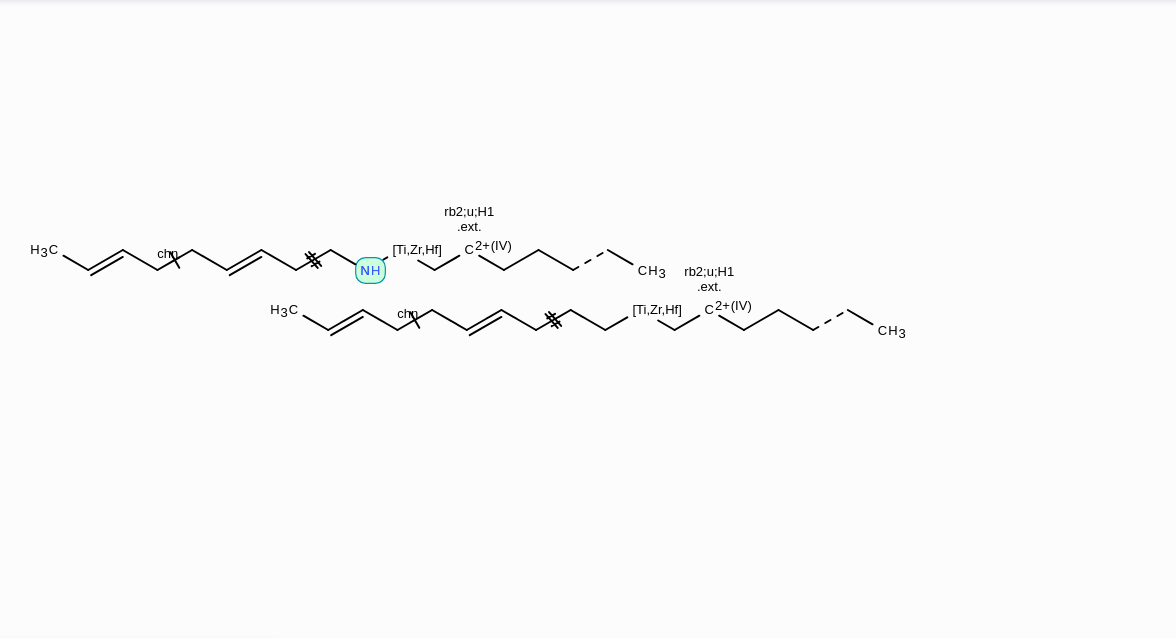 rb2;u;H1
.ext.
H3C chn NH [Ti,Zr,Hf] C2+(IV) CH3
rb2;u;H1
.ext.
H3C chn [Ti,Zr,Hf] C2+(IV) CH3